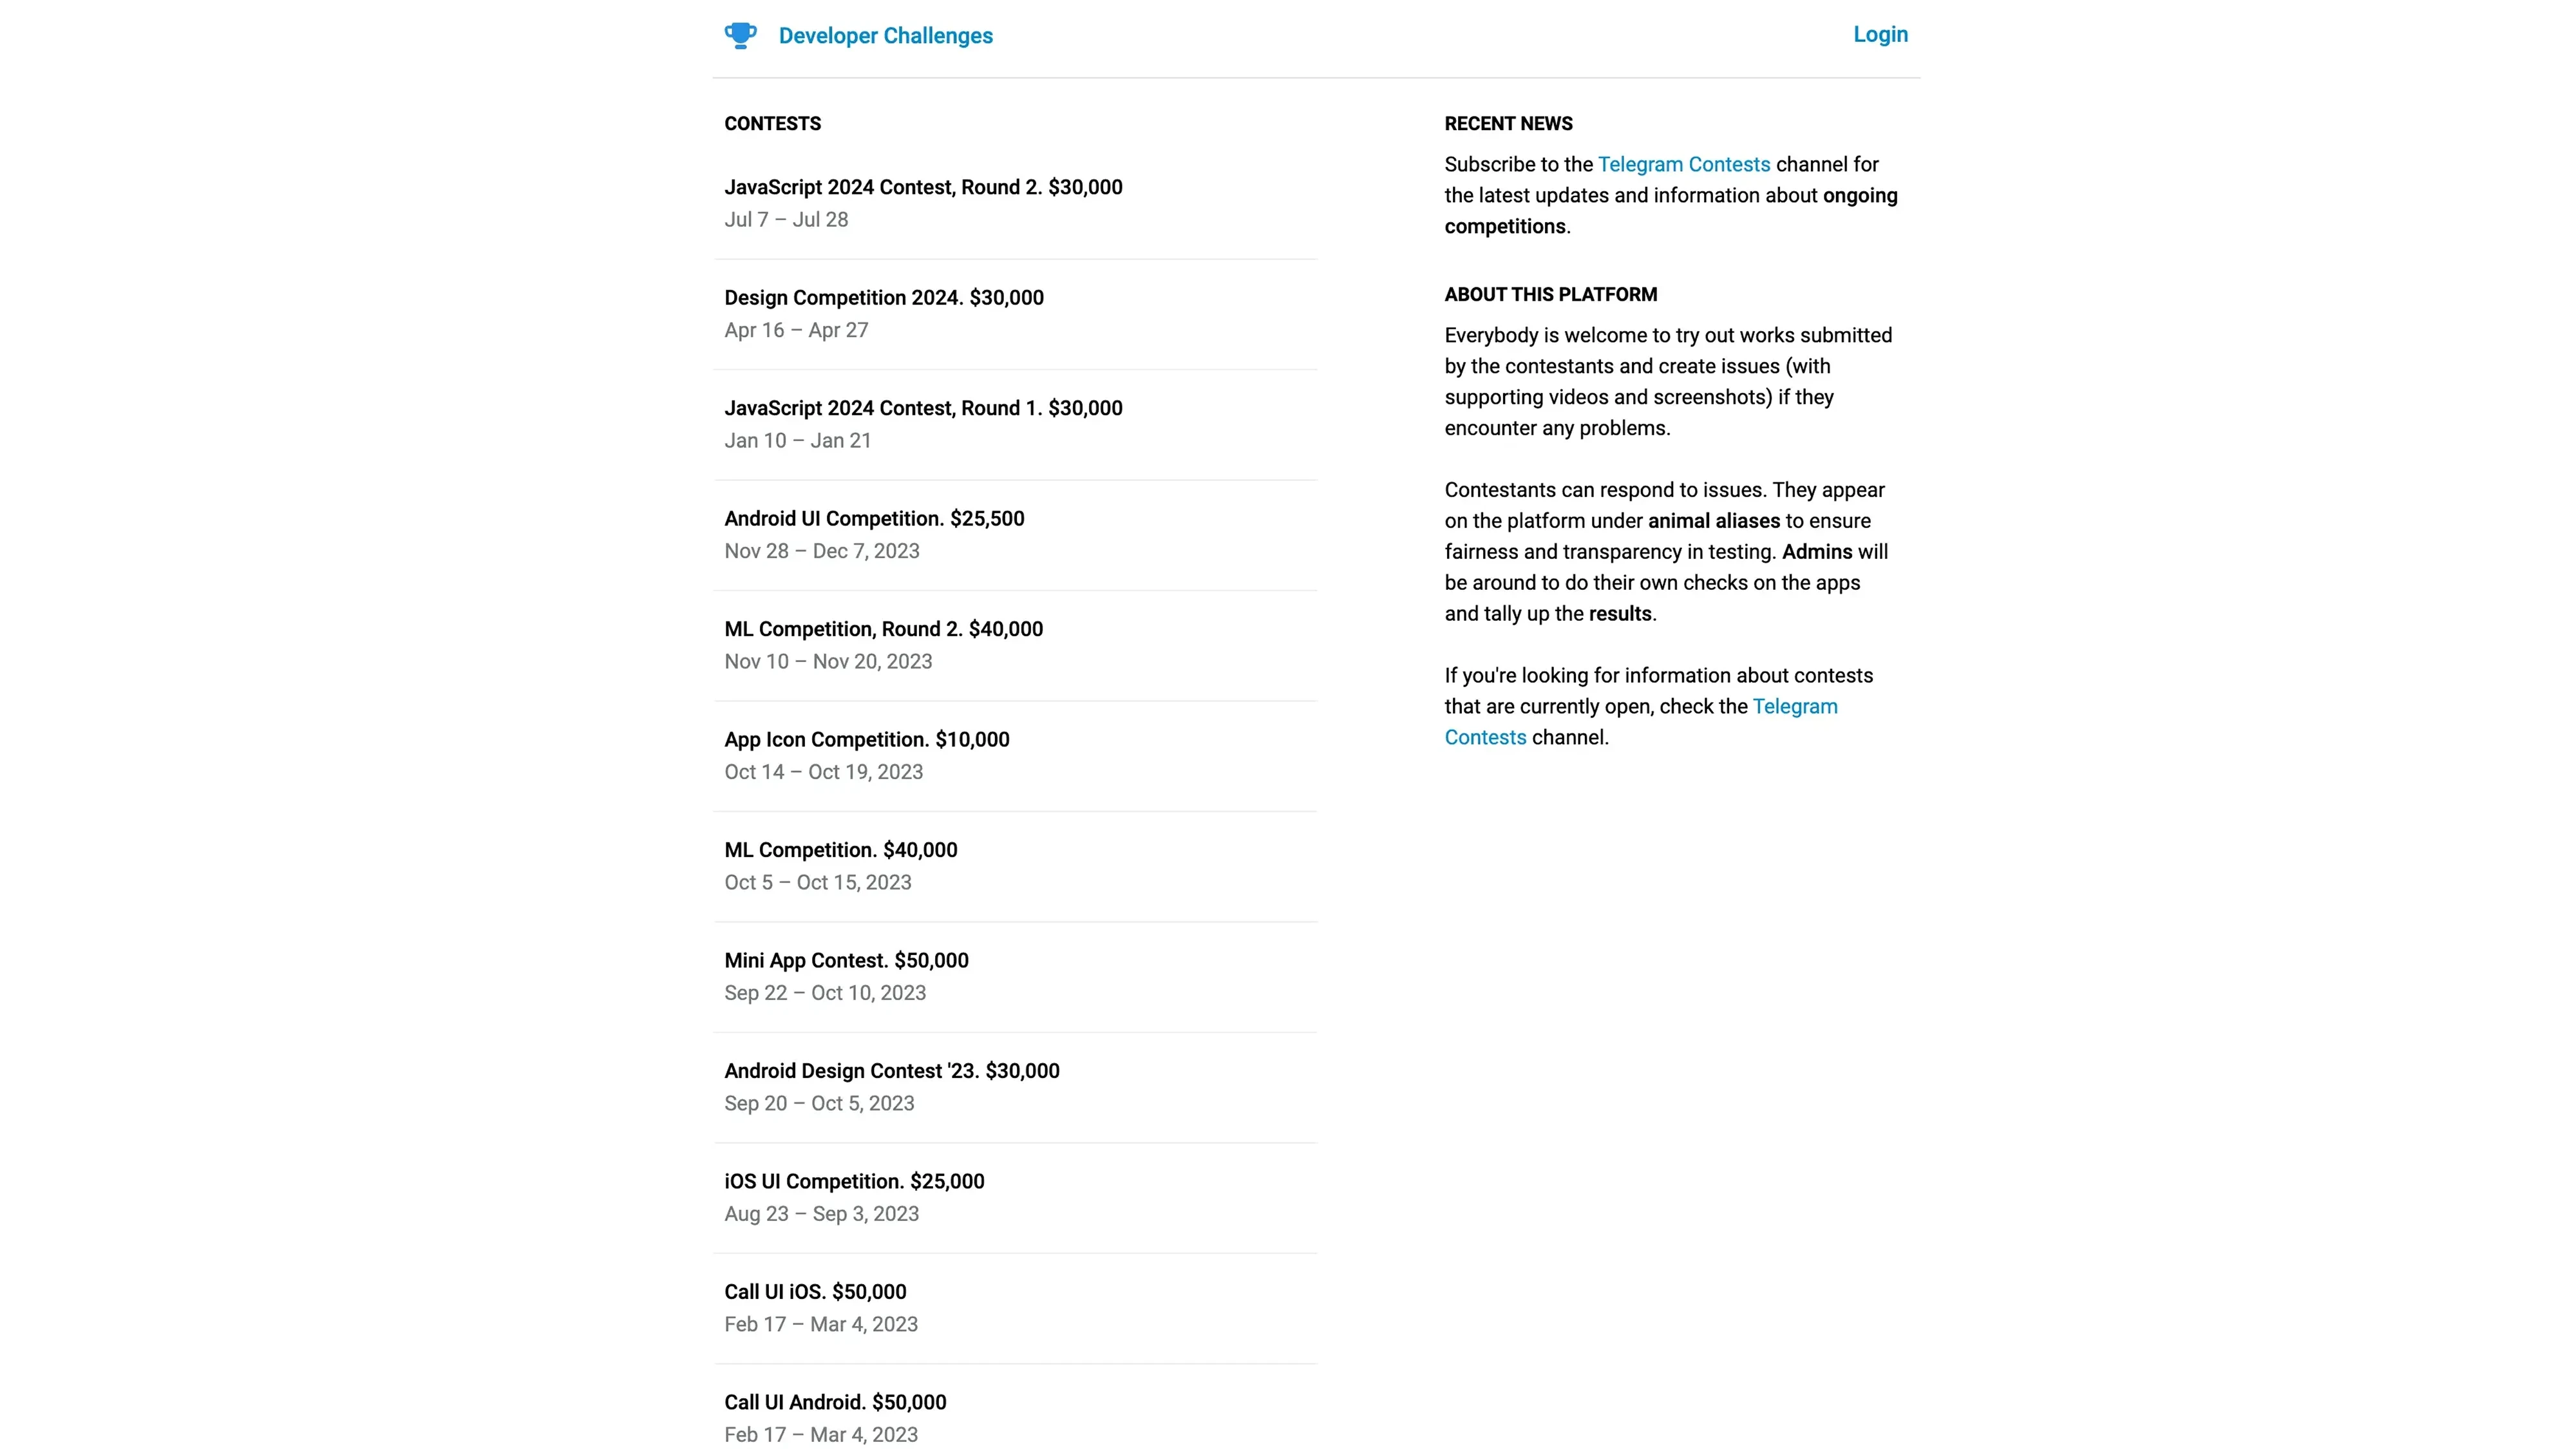 Developer Challenges
Login
CONTESTS
JavaScript 2024 Contest, Round 2. $30,000
Jul 7 – Jul 28
Design Competition 2024. $30,000
Apr 16 – Apr 27
JavaScript 2024 Contest, Round 1. $30,000
Jan 10 – Jan 21
Android UI Competition. $25,500
Nov 28 – Dec 7, 2023
ML Competition, Round 2. $40,000
Nov 10 – Nov 20, 2023
App Icon Competition. $10,000
Oct 14 – Oct 19, 2023
ML Competition. $40,000
Oct 5 – Oct 15, 2023
Mini App Contest. $50,000
Sep 22 – Oct 10, 2023
Android Design Contest '23. $30,000
Sep 20 – Oct 5, 2023
iOS UI Competition. $25,000
Aug 23 – Sep 3, 2023
Call UI iOS. $50,000
Feb 17 – Mar 4, 2023
Call UI Android. $50,000
Feb 17 – Mar 4, 2023
RECENT NEWS
Subscribe to the Telegram Contests channel for
the latest updates and information about ongoing
competitions.
ABOUT THIS PLATFORM
Everybody is welcome to try out works submitted
by the contestants and create issues (with
supporting videos and screenshots) if they
encounter any problems.
Contestants can respond to issues. They appear
on the platform under animal aliases to ensure
fairness and transparency in testing. Admins will
be around to do their own checks on the apps
and tally up the results.
If you're looking for information about contests
that are currently open, check the Telegram
Contests channel.